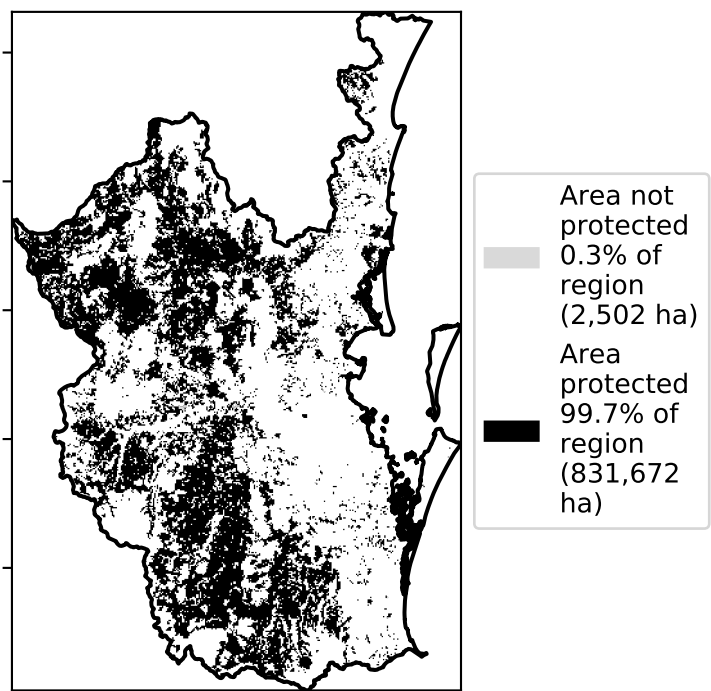 Area not
protected
0.3% of
region
(2,502 ha)
Area
protected
99.7% of
region
(831,672
ha)